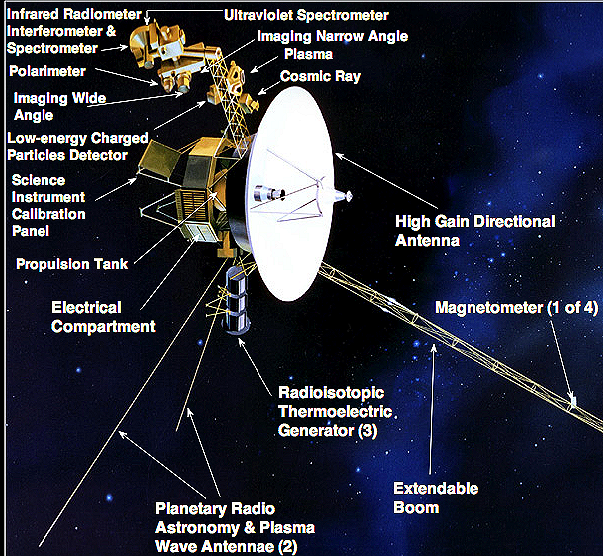 Infrared Radiometer
Interferometer &
Spectrometer
Ultraviolet Spectrometer
Imaging Narrow Angle
Plasma
Cosmic Ray
Polarimeter
Imaging Wide
Angle
Low-energy Charged
Particles Detector
Science
Instrument
Calibration
Panel
Propulsion Tank
Electrical
Compartment
High Gain Directional
Antenna
Magnetometer (1 of 4)
Radioisotopic
Thermoelectric
Generator (3)
Extendable
Boom
Planetary Radio
Astronomy & Plasma
Wave Antennae (2)